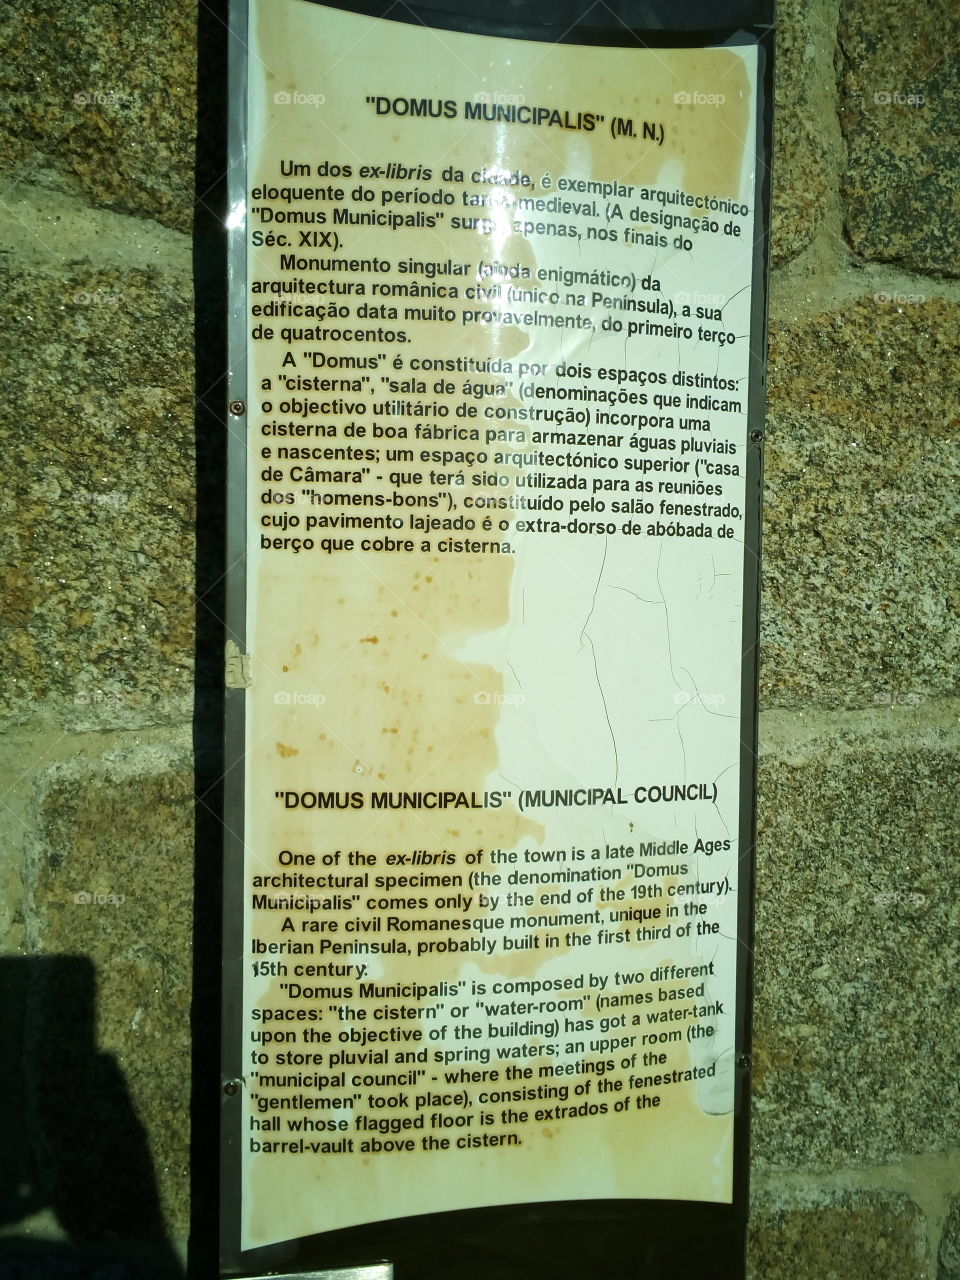 "DOMUS MUNICIPALIS" (M. N.)
Um dos ex-libris da cidade, é exemplar arquitectónico
eloquente do período tardo-medieval. (A designação de
"Domus Municipalis" surge, apenas, nos finais do
Séc. XIX).
Monumento singular (ainda enigmático) da
arquitectura românica civil (único na Península), a sua
edificação data muito provavelmente, do primeiro terço
de quatrocentos.
A "Domus" é constituída por dois espaços distintos:
a "cisterna", "sala de água" (denominações que indicam
o objectivo utilitário de construção) incorpora uma
cisterna de boa fábrica para armazenar águas pluviais
e nascentes; um espaço arquitectónico superior ("casa
de Câmara" - que terá sido utilizada para as reuniões
dos "homens-bons"), constituído pelo salão fenestrado,
cujo pavimento lajeado é o extra-dorso de abóbada de
berço que cobre a cisterna.
"DOMUS MUNICIPALIS" (MUNICIPAL COUNCIL)
One of the ex-libris of the town is a late Middle Ages
architectural specimen (the denomination "Domus
Municipalis" comes only by the end of the 19th century).
A rare civil Romanesque monument, unique in the
Iberian Peninsula, probably built in the first third of the
15th century.
"Domus Municipalis" is composed by two different
spaces: "the cistern" or "water-room" (names based
upon the objective of the building) has got a water-tank
to store pluvial and spring waters; an upper room (the
"municipal council" - where the meetings of the
"gentlemen" took place), consisting of the fenestrated
hall whose flagged floor is the extrados of the
barrel-vault above the cistern.